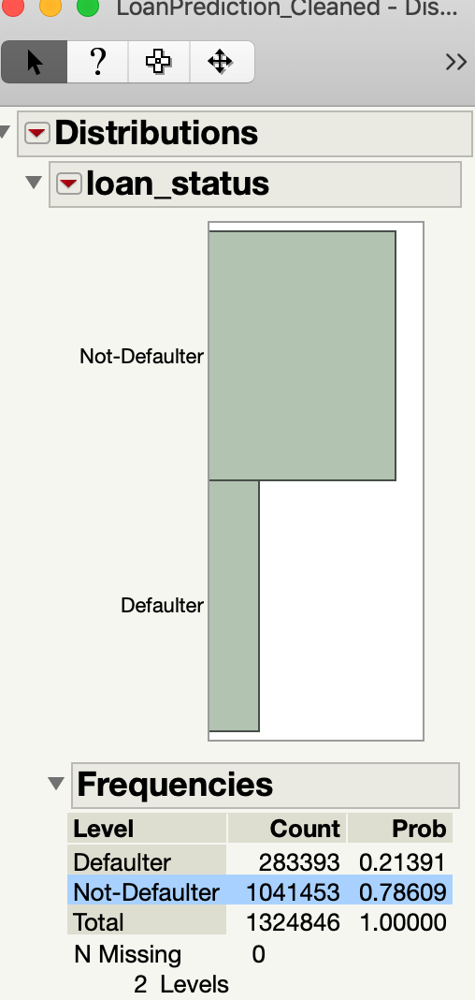 LoanPrediction_Cleaned - Dis...
?
Distributions
loan_status
Not-Defaulter
Defaulter
Frequencies
Level Count Prob
Defaulter 283393 0.21391
Not-Defaulter 1041453 0.78609
Total 1324846 1.00000
N Missing 0
2 Levels